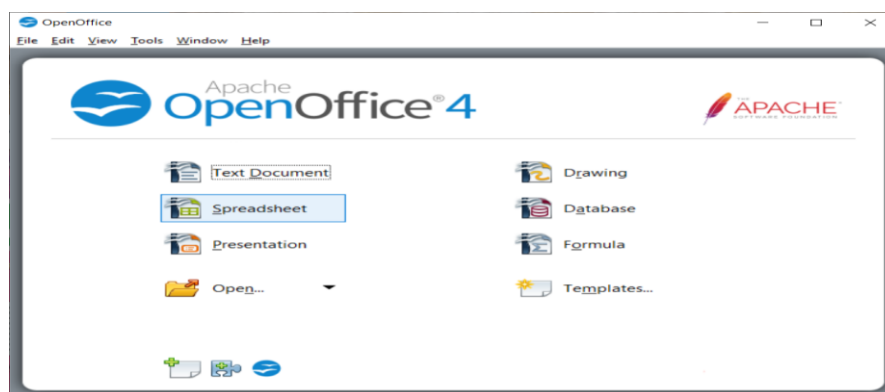 OpenOffice
File Edit View Tools Window Help
Apache
OpenOffice® 4
THE
APACHE™
SOFTWARE FOUNDATION
Text Document
Drawing
Spreadsheet
Database
Presentation
Formula
Open...
Templates...